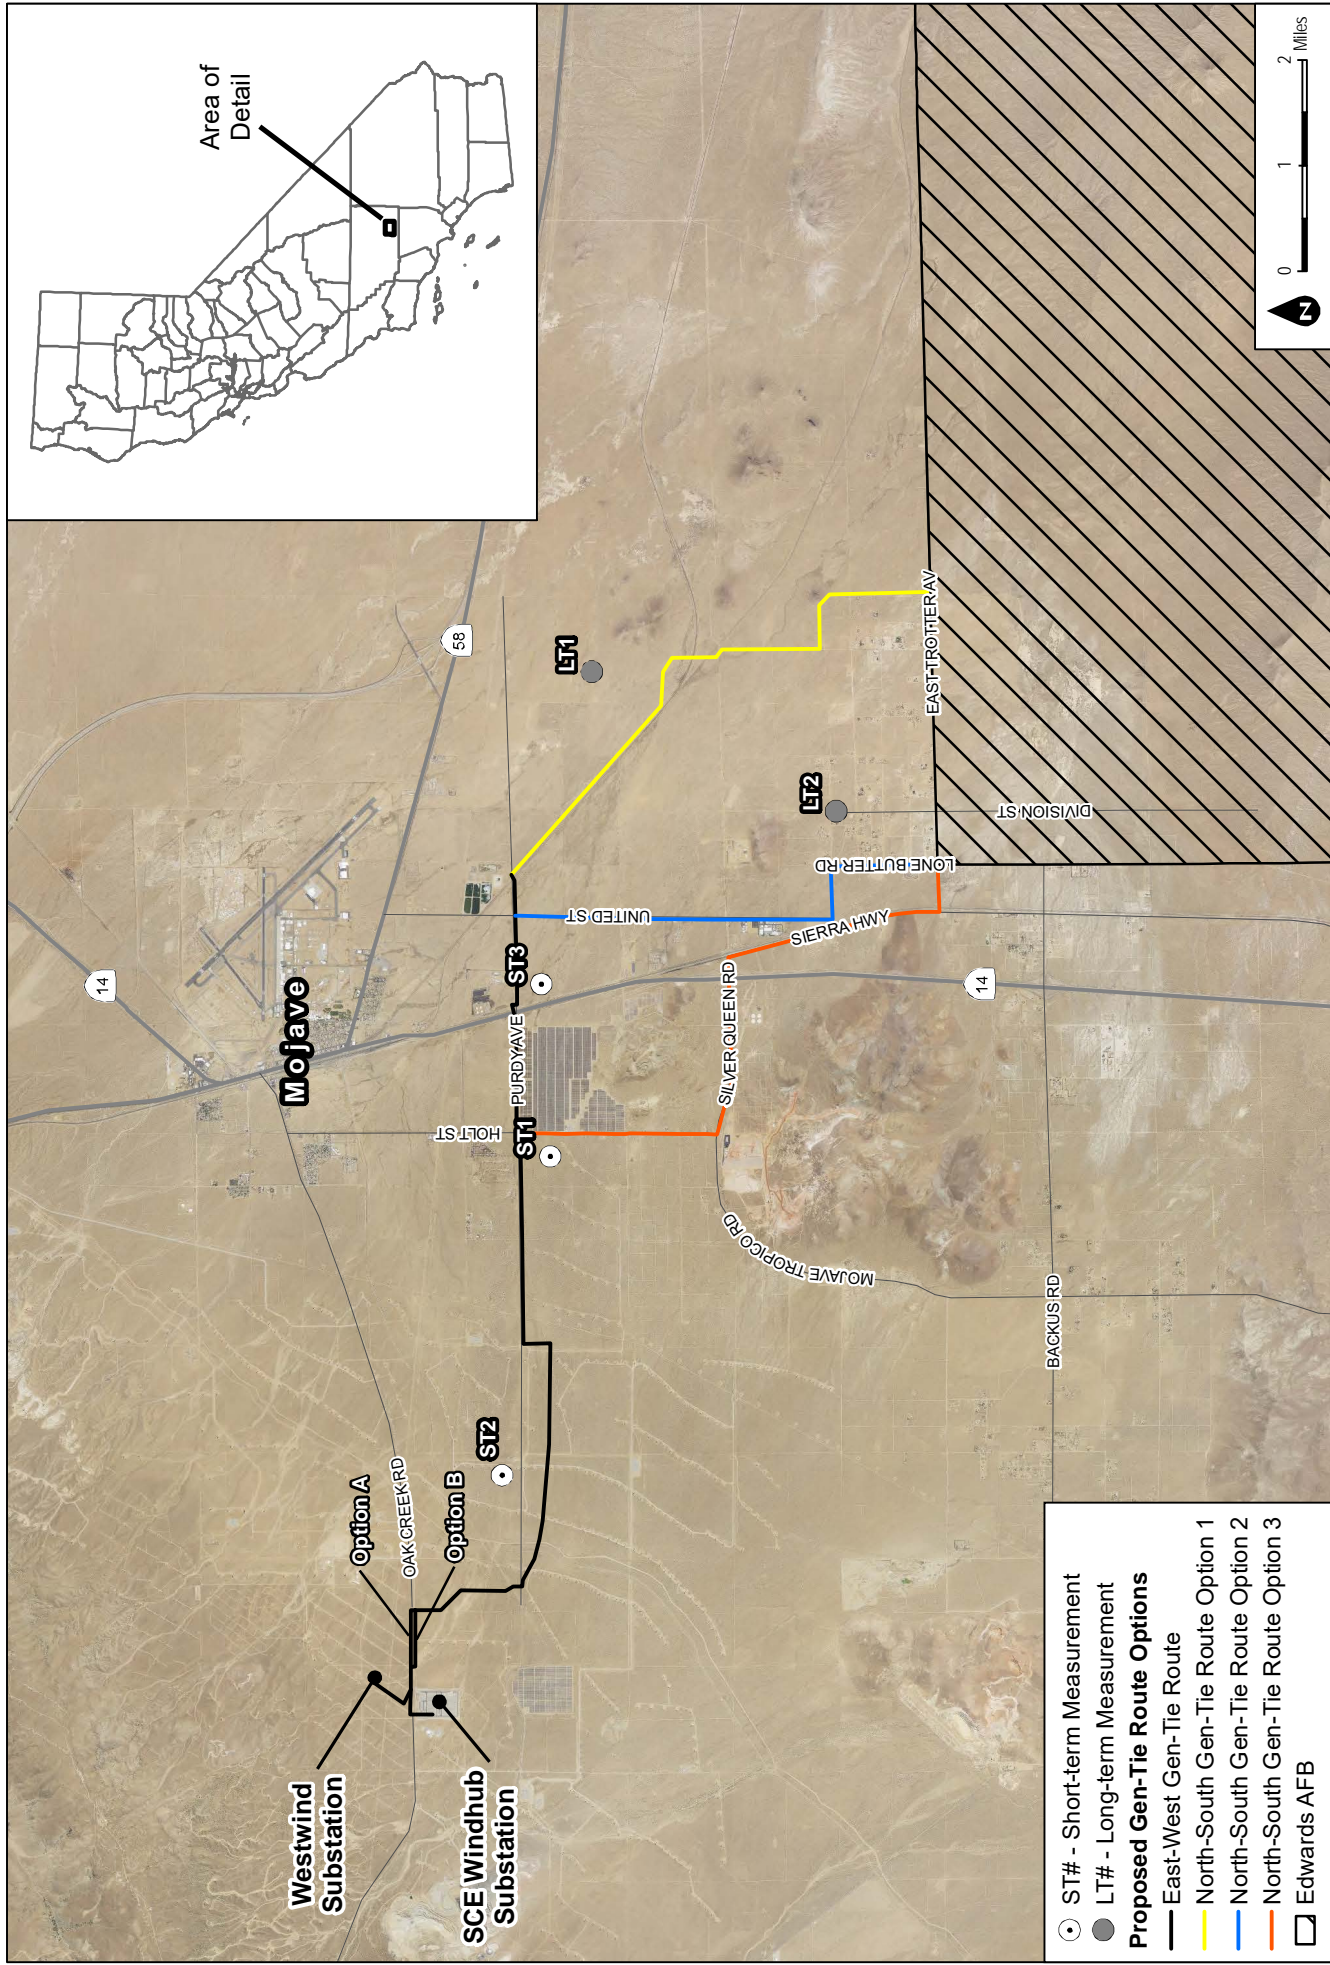 Area of
Detail
0
1
2
Miles
N
14
58
Mojave
LT1
LT2
ST3
ST1
ST2
HOLT ST
PURDY AVE
UNITED ST
SILVER QUEEN RD
SIERRA HWY
LONE BUTTER RD
EAST TROTTER AV
DIVISION ST
14
MOJAVE TROPICO RD
BACKUS RD
OAK CREEK RD
Option A
Option B
Westwind
Substation
SCE Windhub
Substation
ST# - Short-term Measurement
LT# - Long-term Measurement
Proposed Gen-Tie Route Options
East-West Gen-Tie Route
North-South Gen-Tie Route Option 1
North-South Gen-Tie Route Option 2
North-South Gen-Tie Route Option 3
Edwards AFB